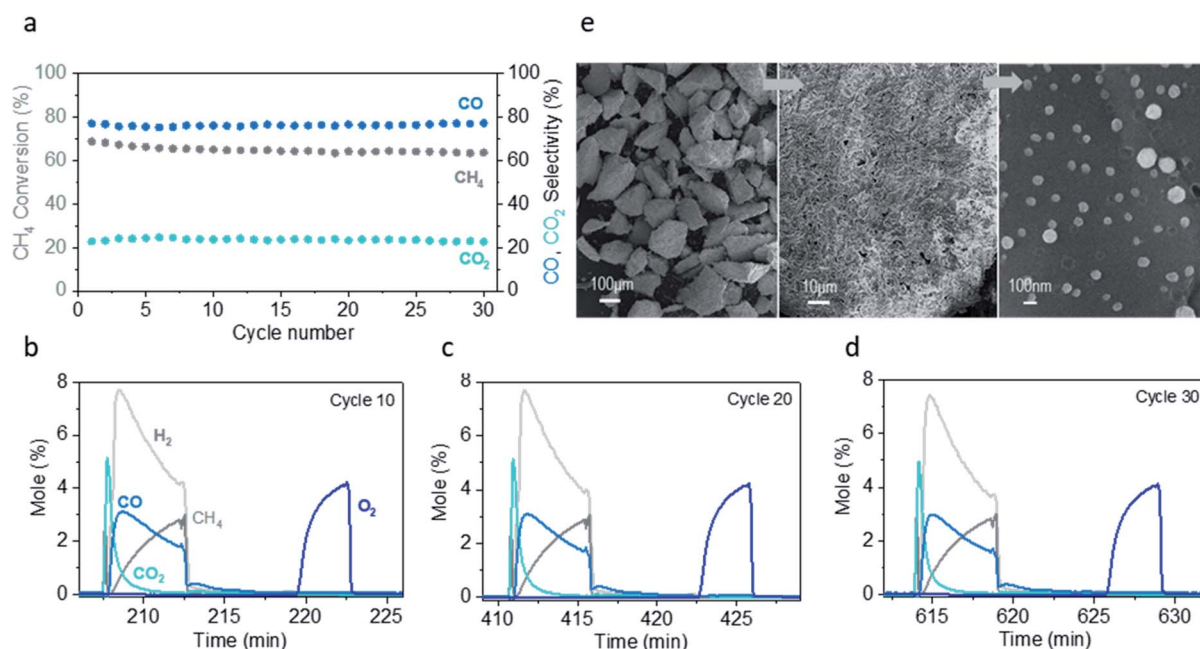 a
100
80
60
40
20
0
CH₄ Conversion (%)
CO
CH₄
CO₂
100
80
60
40
20
0
CO, CO₂ Selectivity (%)
0 5 10 15 20 25 30
Cycle number
e
100µm
10µm
100nm
b
Cycle 10
8
6
4
2
0
Mole (%)
H₂
CO
CH₄
CO₂
O₂
210 215 220 225
Time (min)
c
Cycle 20
8
6
4
2
0
Mole (%)
410 415 420 425
Time (min)
d
Cycle 30
8
6
4
2
0
Mole (%)
615 620 625 630
Time (min)